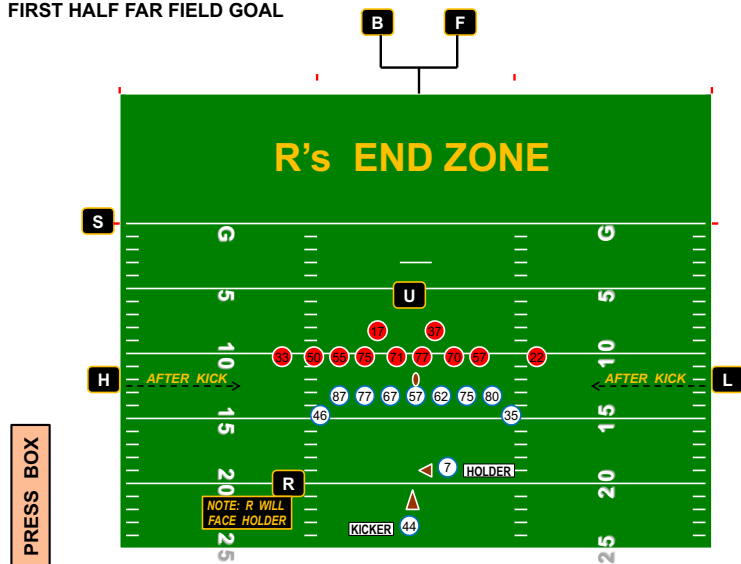 FIRST HALF FAR FIELD GOAL
B F
R's END ZONE
S
G G
5 5
U
17 37
33 50 55 75 71 77 70 57 22
10 10
H AFTER KICK AFTER KICK L
87 77 67 57 62 75 80
46 35
15 15
7 HOLDER
R
20 20
NOTE: R WILL
FACE HOLDER
KICKER 44
25 25
PRESS BOX